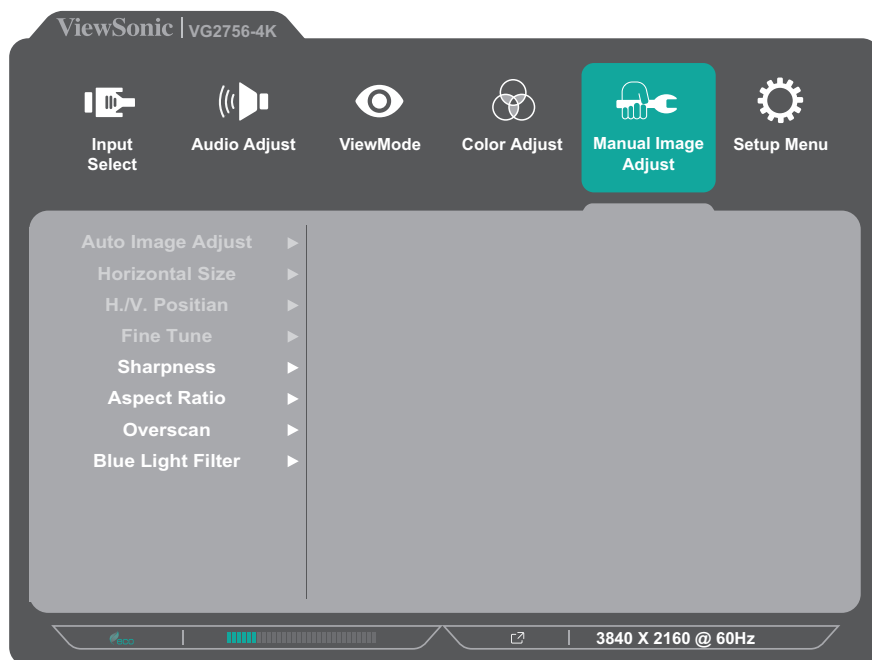 ViewSonic | VG2756-4K
Input
Select
Audio Adjust
ViewMode
Color Adjust
Manual Image
Adjust
Setup Menu
Auto Image Adjust
Horizontal Size
H./V. Positian
Fine Tune
Sharpness
Aspect Ratio
Overscan
Blue Light Filter
eco
3840 X 2160 @ 60Hz